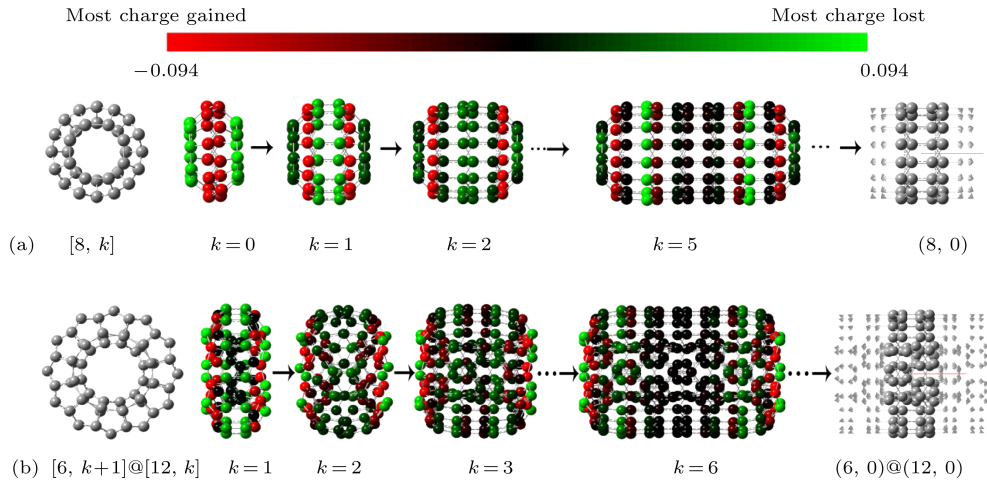 Most charge gained Most charge lost
−0.094 0.094
(a) [8, k] k=0 k=1 k=2 k=5 (8, 0)
(b) [6, k+1]@[12, k] k=1 k=2 k=3 k=6 (6, 0)@(12, 0)